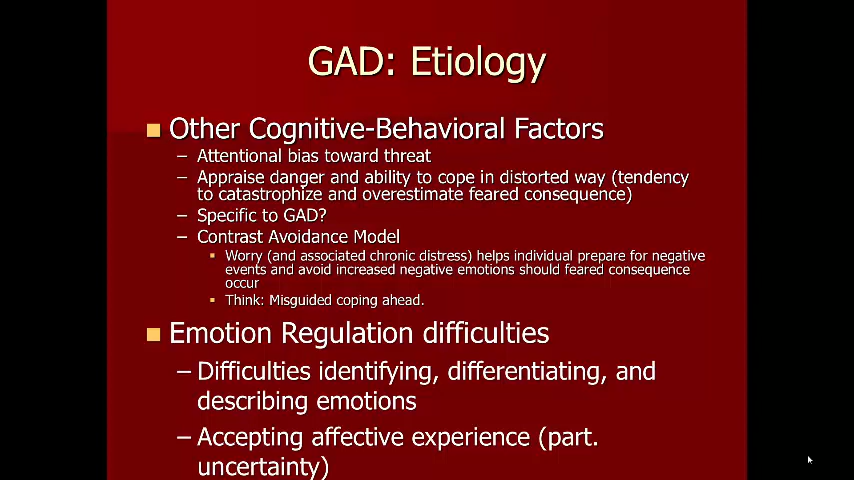 GAD: Etiology
Other Cognitive-Behavioral Factors
– Attentional bias toward threat
– Appraise danger and ability to cope in distorted way (tendency
to catastrophize and overestimate feared consequence)
– Specific to GAD?
– Contrast Avoidance Model
Worry (and associated chronic distress) helps individual prepare for negative
events and avoid increased negative emotions should feared consequence
occur
Think: Misguided coping ahead.
Emotion Regulation difficulties
– Difficulties identifying, differentiating, and
describing emotions
– Accepting affective experience (part.
uncertainty)